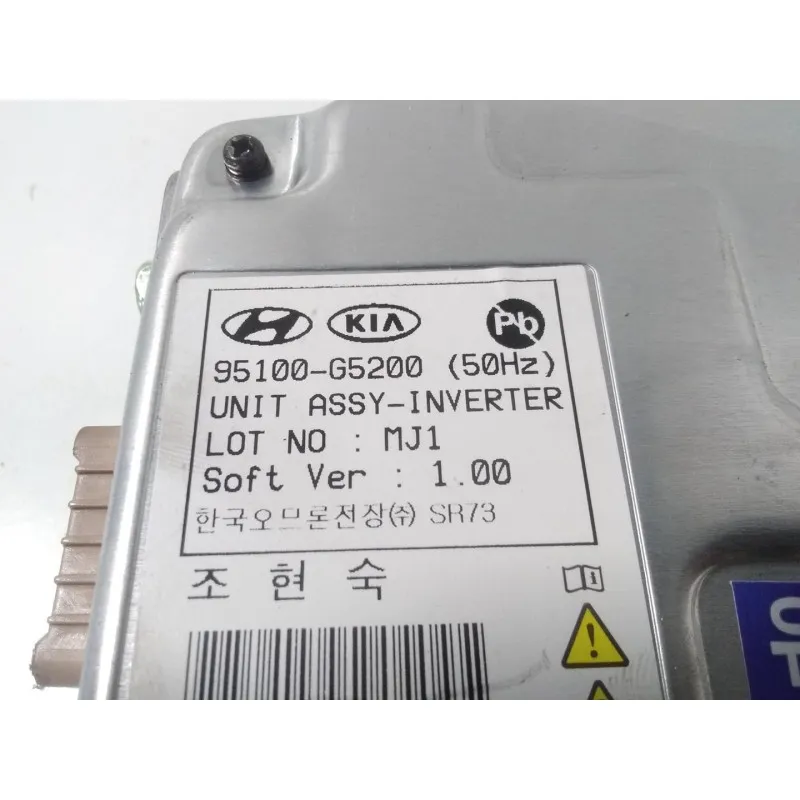 KIA Pb
95100-G5200 (50Hz)
UNIT ASSY-INVERTER
LOT NO : MJ1
Soft Ver : 1.00
한국오므론전장㈜ SR73
조 현 숙